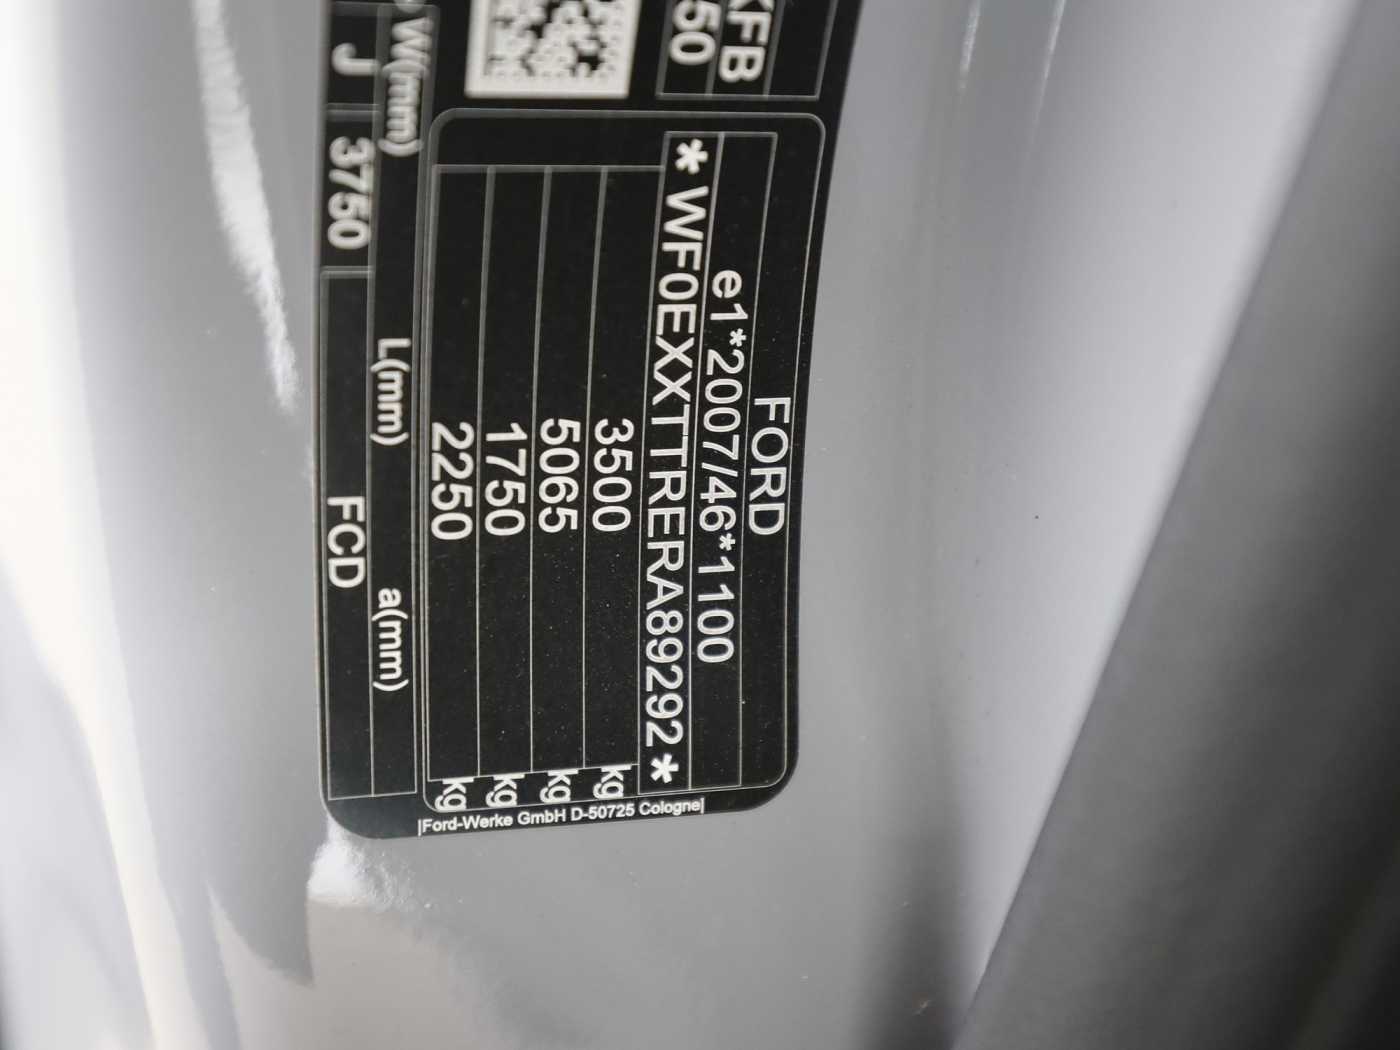 FORD
e1*2007/46*1100
*WF0EXXTTRERA89292*
3500 kg
5065 kg
1750 kg
2250 kg
KFB
50
W(mm) L(mm) a(mm)
J 3750 FCD
Ford-Werke GmbH D-50725 Cologne